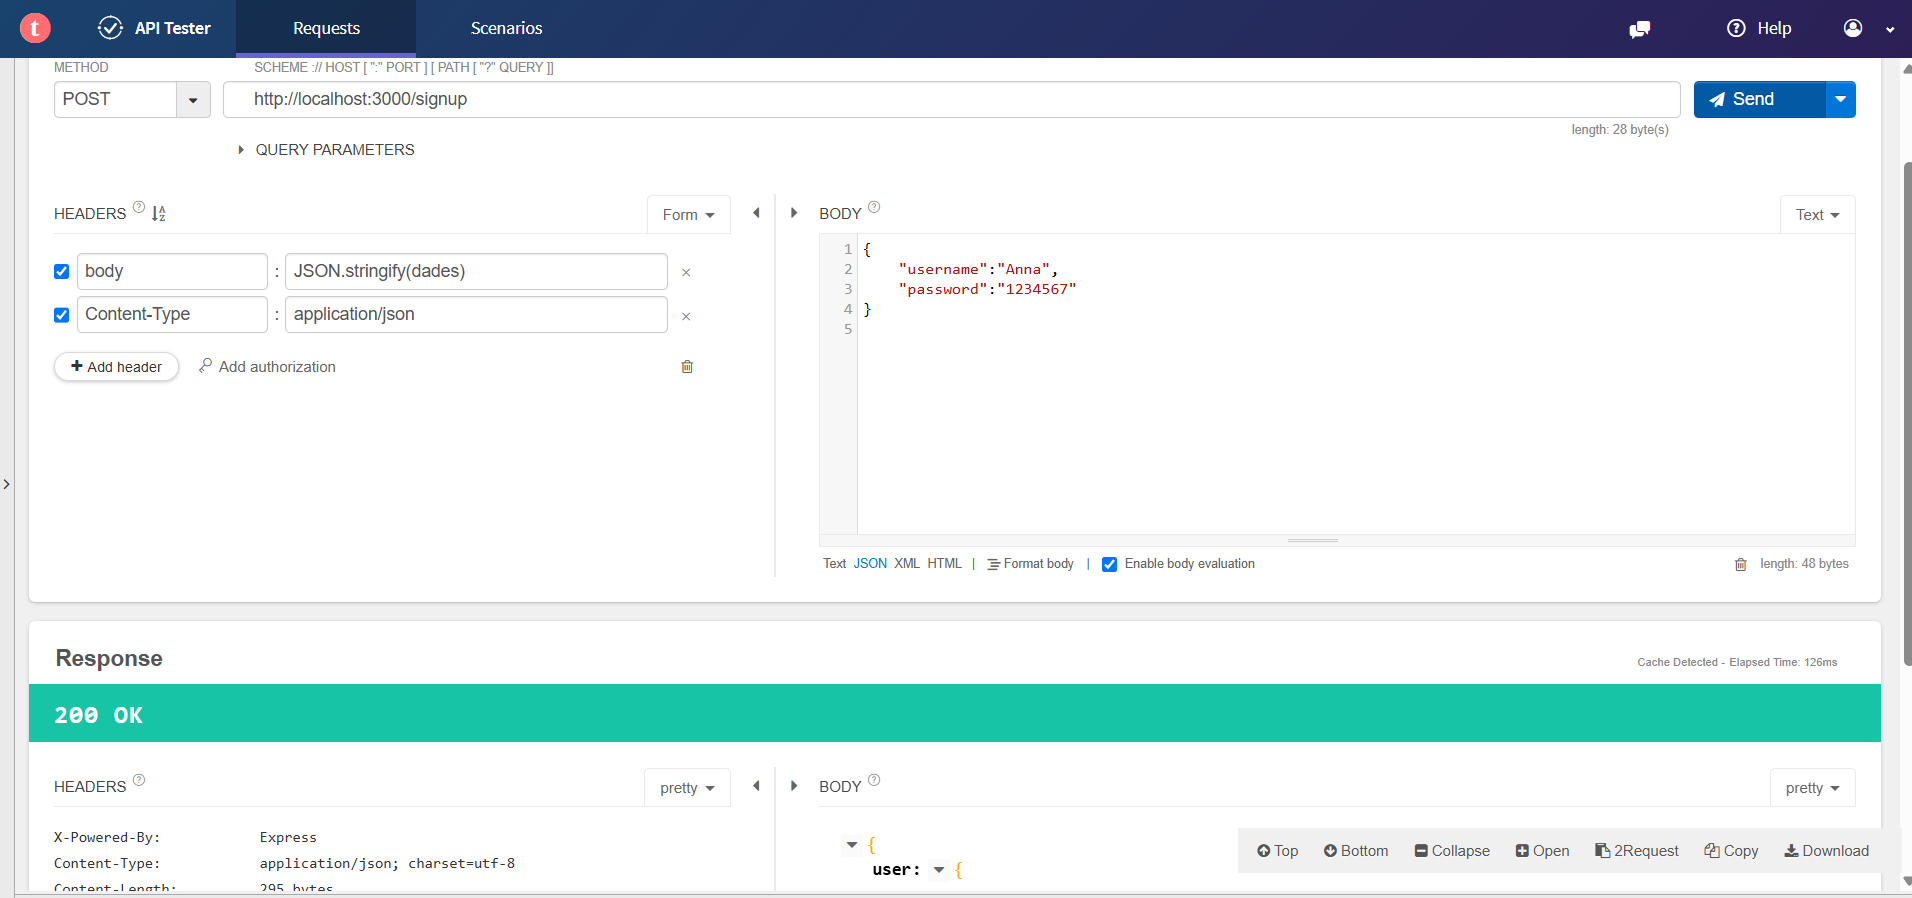 t API Tester Requests Scenarios Help
METHOD SCHEME :// HOST [ ":" PORT ] [ PATH [ "?" QUERY ]]
POST http://localhost:3000/signup Send
length: 28 byte(s)
QUERY PARAMETERS
HEADERS ? Form
body : JSON.stringify(dades) ×
Content-Type : application/json ×
+ Add header Add authorization
BODY ? Text
1 {
2 "username":"Anna",
3 "password":"1234567"
4 }
5
Text JSON XML HTML | Format body | Enable body evaluation length: 48 bytes
Response Cache Detected - Elapsed Time: 126ms
200 OK
HEADERS ? pretty
X-Powered-By: Express
Content-Type: application/json; charset=utf-8
Content-Length: 295 bytes
BODY ? pretty
{
user: {
Top Bottom Collapse Open 2Request Copy Download